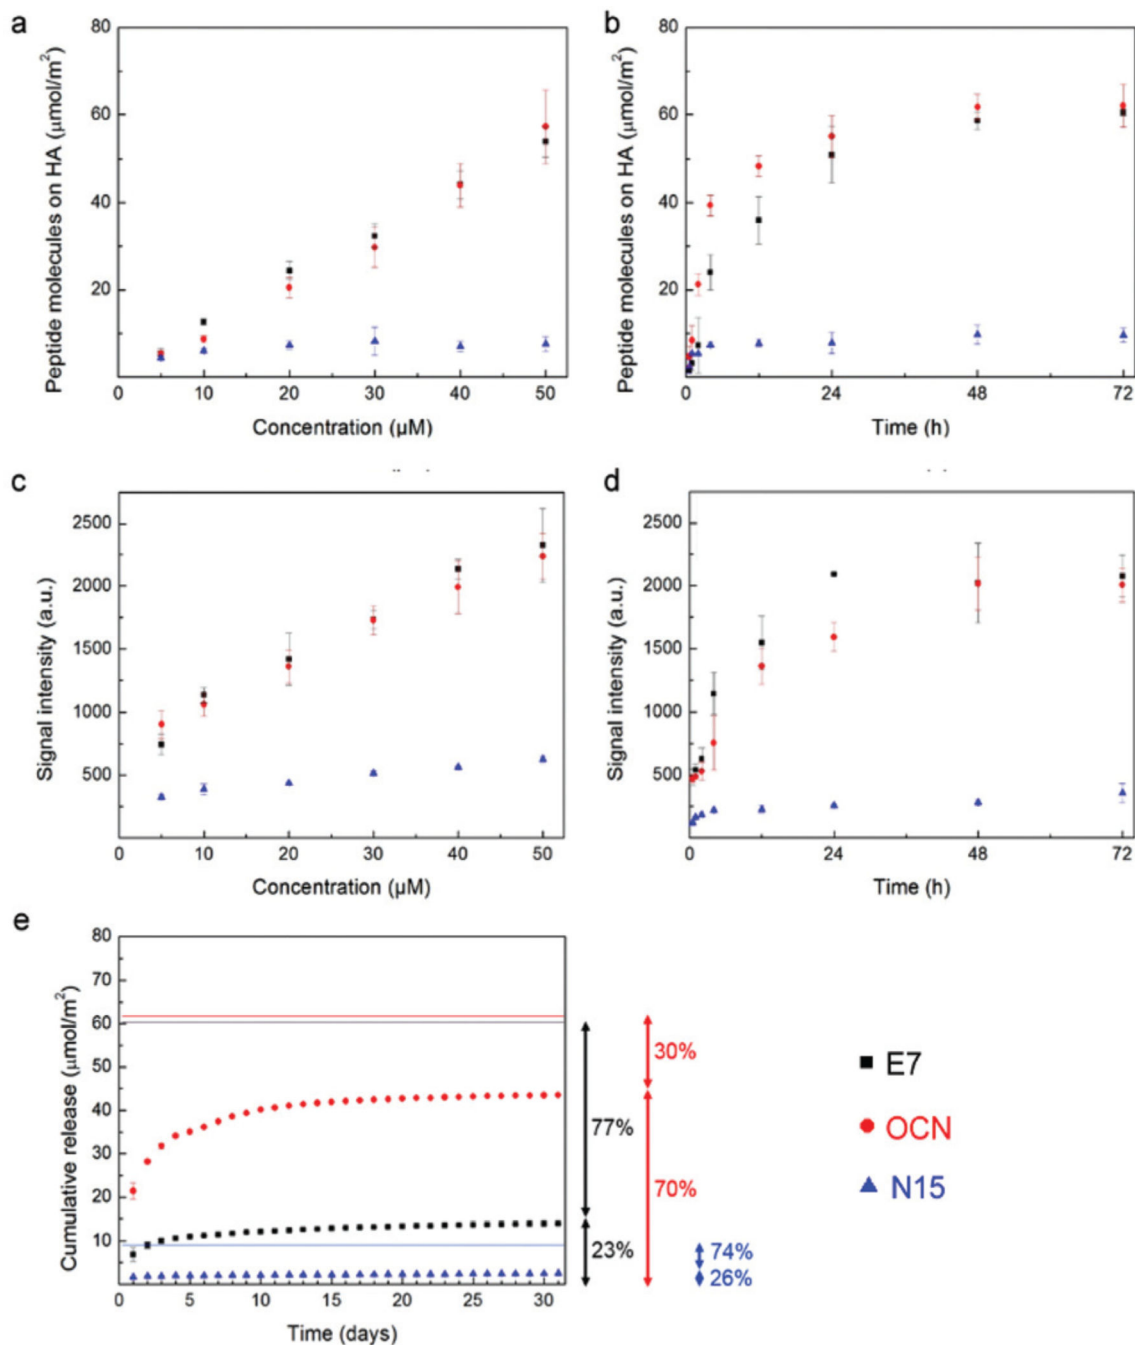 a
80
60
40
20
Peptide molecules on HA (µmol/m²)
0 10 20 30 40 50
Concentration (µM)
b
80
60
40
20
0
Peptide molecules on HA (µmol/m²)
0 24 48 72
Time (h)
c
2500
2000
1500
1000
500
Signal intensity (a.u.)
0 10 20 30 40 50
Concentration (µM)
d
2500
2000
1500
1000
500
Signal intensity (a.u.)
0 24 48 72
Time (h)
e
80
70
60
50
40
30
20
10
Cumulative release (µmol/m²)
0 5 10 15 20 25 30
Time (days)
77%
23%
30%
70%
74%
26%
E7
OCN
N15